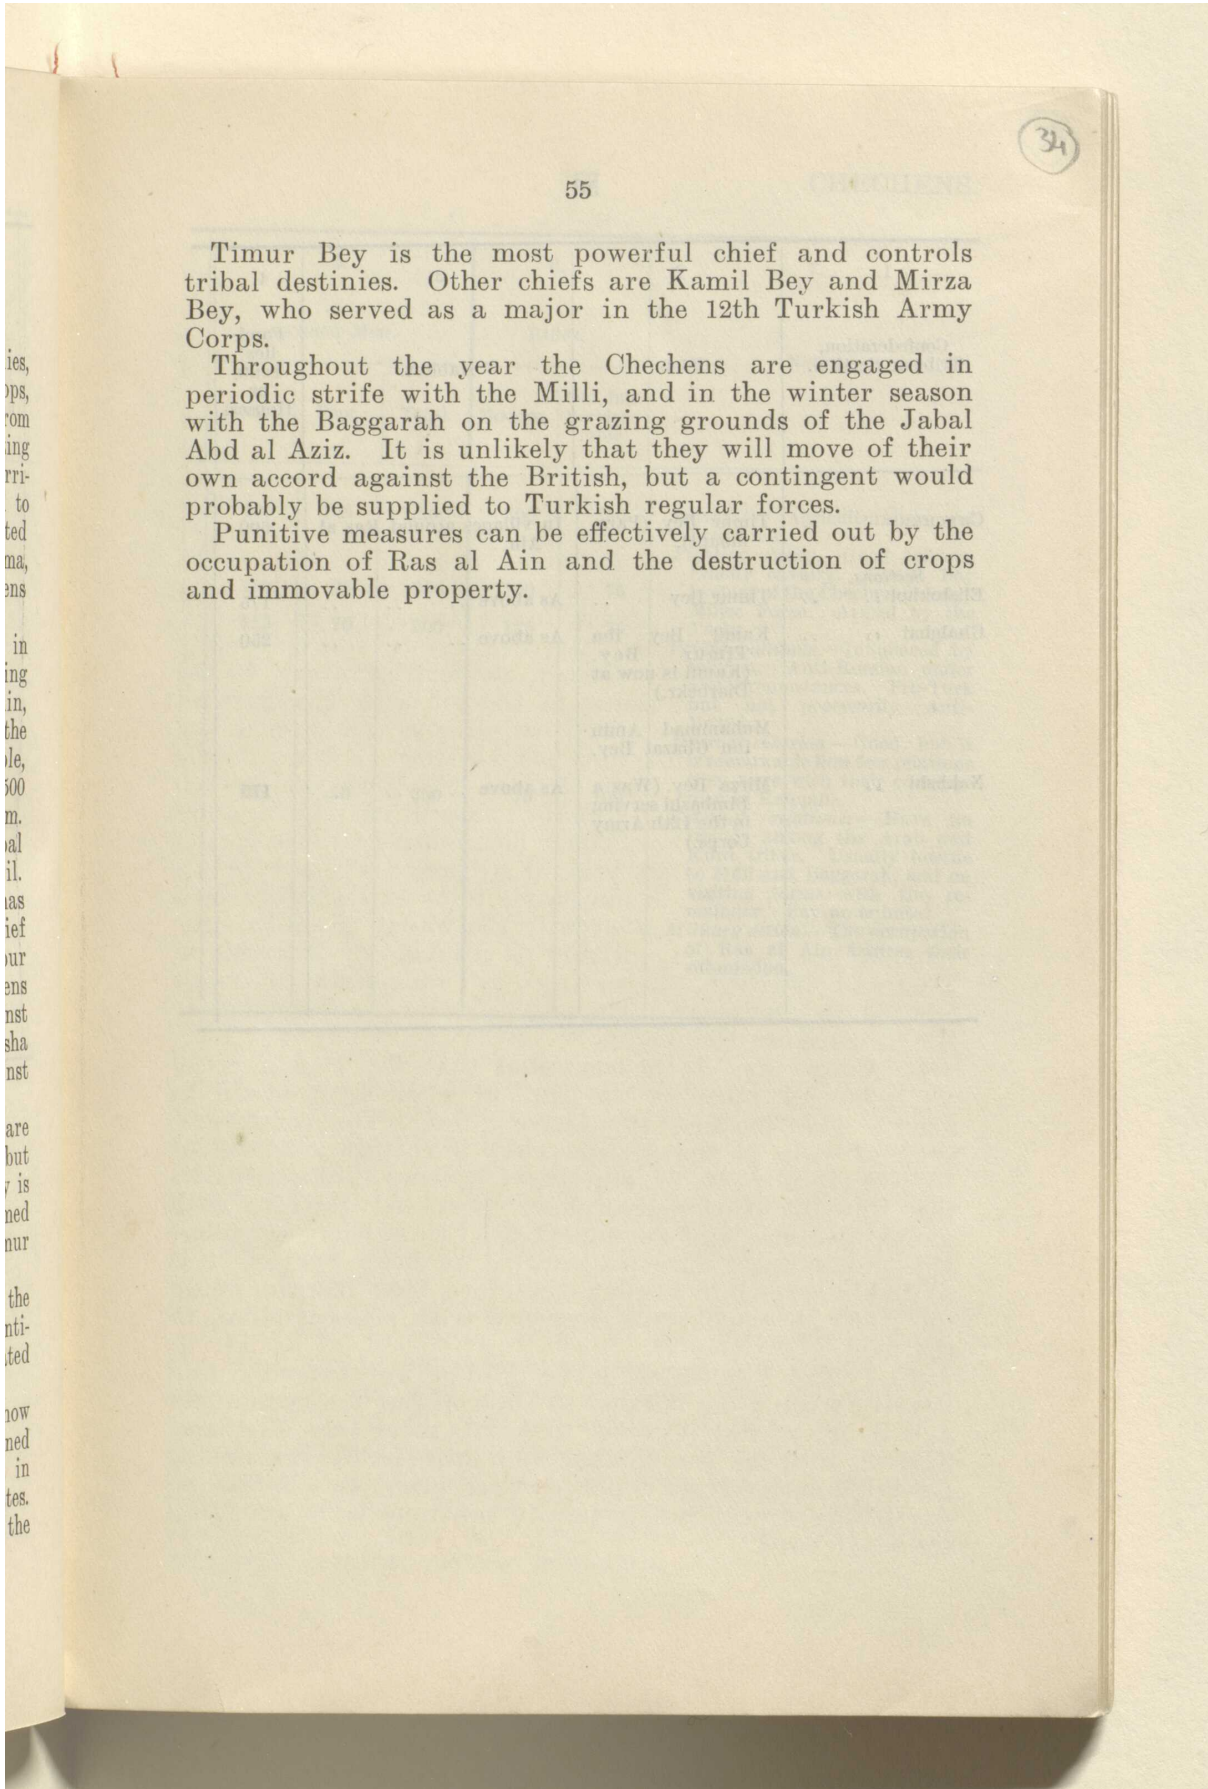 34
55
Timur Bey is the most powerful chief and controls
tribal destinies. Other chiefs are Kamil Bey and Mirza
Bey, who served as a major in the 12th Turkish Army
Corps.
Throughout the year the Chechens are engaged in
periodic strife with the Milli, and in the winter season
with the Baggarah on the grazing grounds of the Jabal
Abd al Aziz. It is unlikely that they will move of their
own accord against the British, but a contingent would
probably be supplied to Turkish regular forces.
Punitive measures can be effectively carried out by the
occupation of Ras al Ain and the destruction of crops
and immovable property.